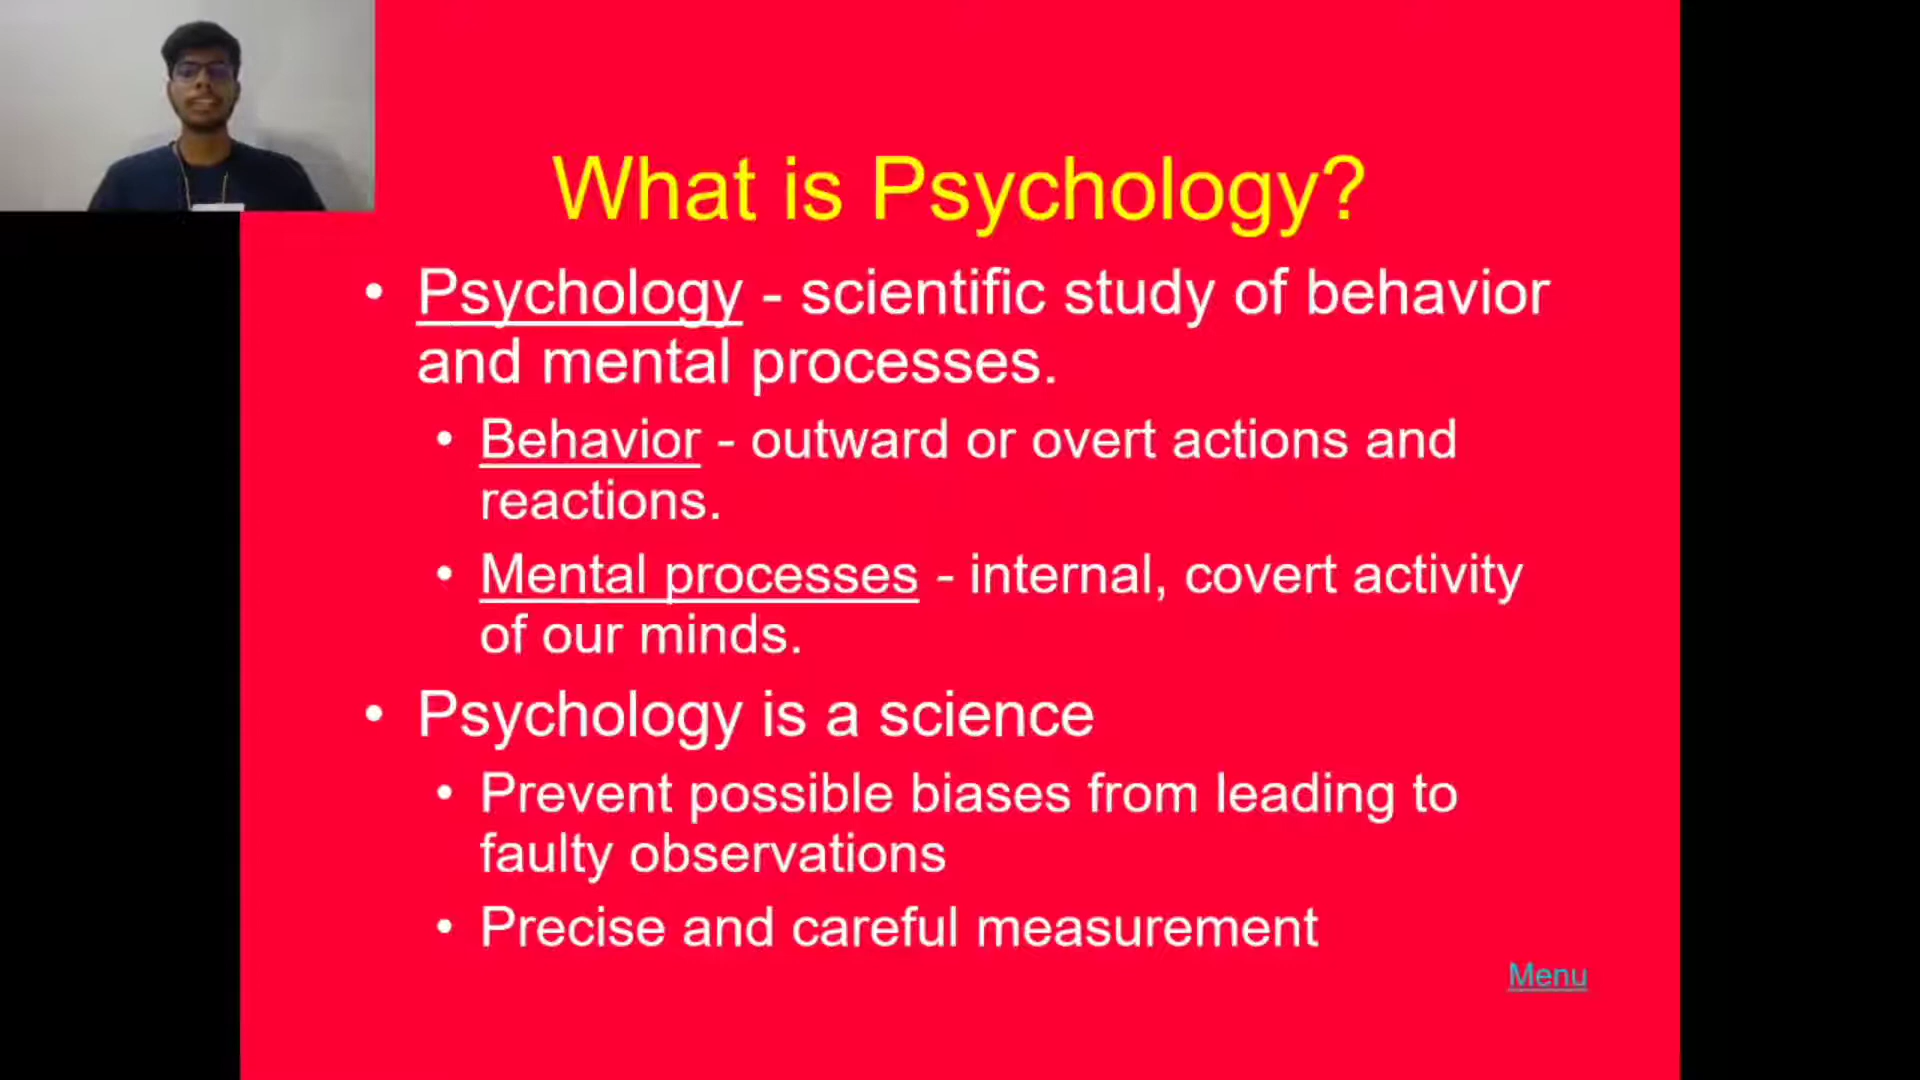 What is Psychology?
• Psychology - scientific study of behavior
and mental processes.
• Behavior - outward or overt actions and
reactions.
• Mental processes - internal, covert activity
of our minds.
• Psychology is a science
• Prevent possible biases from leading to
faulty observations
• Precise and careful measurement
Menu